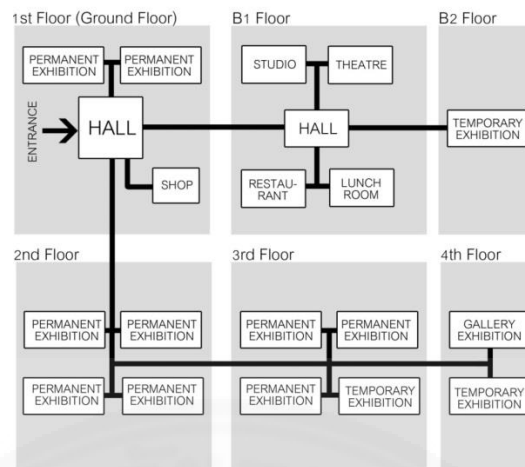 1st Floor (Ground Floor)
B1 Floor
B2 Floor
PERMANENT
EXHIBITION
PERMANENT
EXHIBITION
STUDIO
THEATRE
ENTRANCE
HALL
HALL
TEMPORARY
EXHIBITION
SHOP
RESTAU-
RANT
LUNCH
ROOM
2nd Floor
3rd Floor
4th Floor
PERMANENT
EXHIBITION
PERMANENT
EXHIBITION
PERMANENT
EXHIBITION
PERMANENT
EXHIBITION
GALLERY
EXHIBITION
PERMANENT
EXHIBITION
PERMANENT
EXHIBITION
PERMANENT
EXHIBITION
TEMPORARY
EXHIBITION
TEMPORARY
EXHIBITION